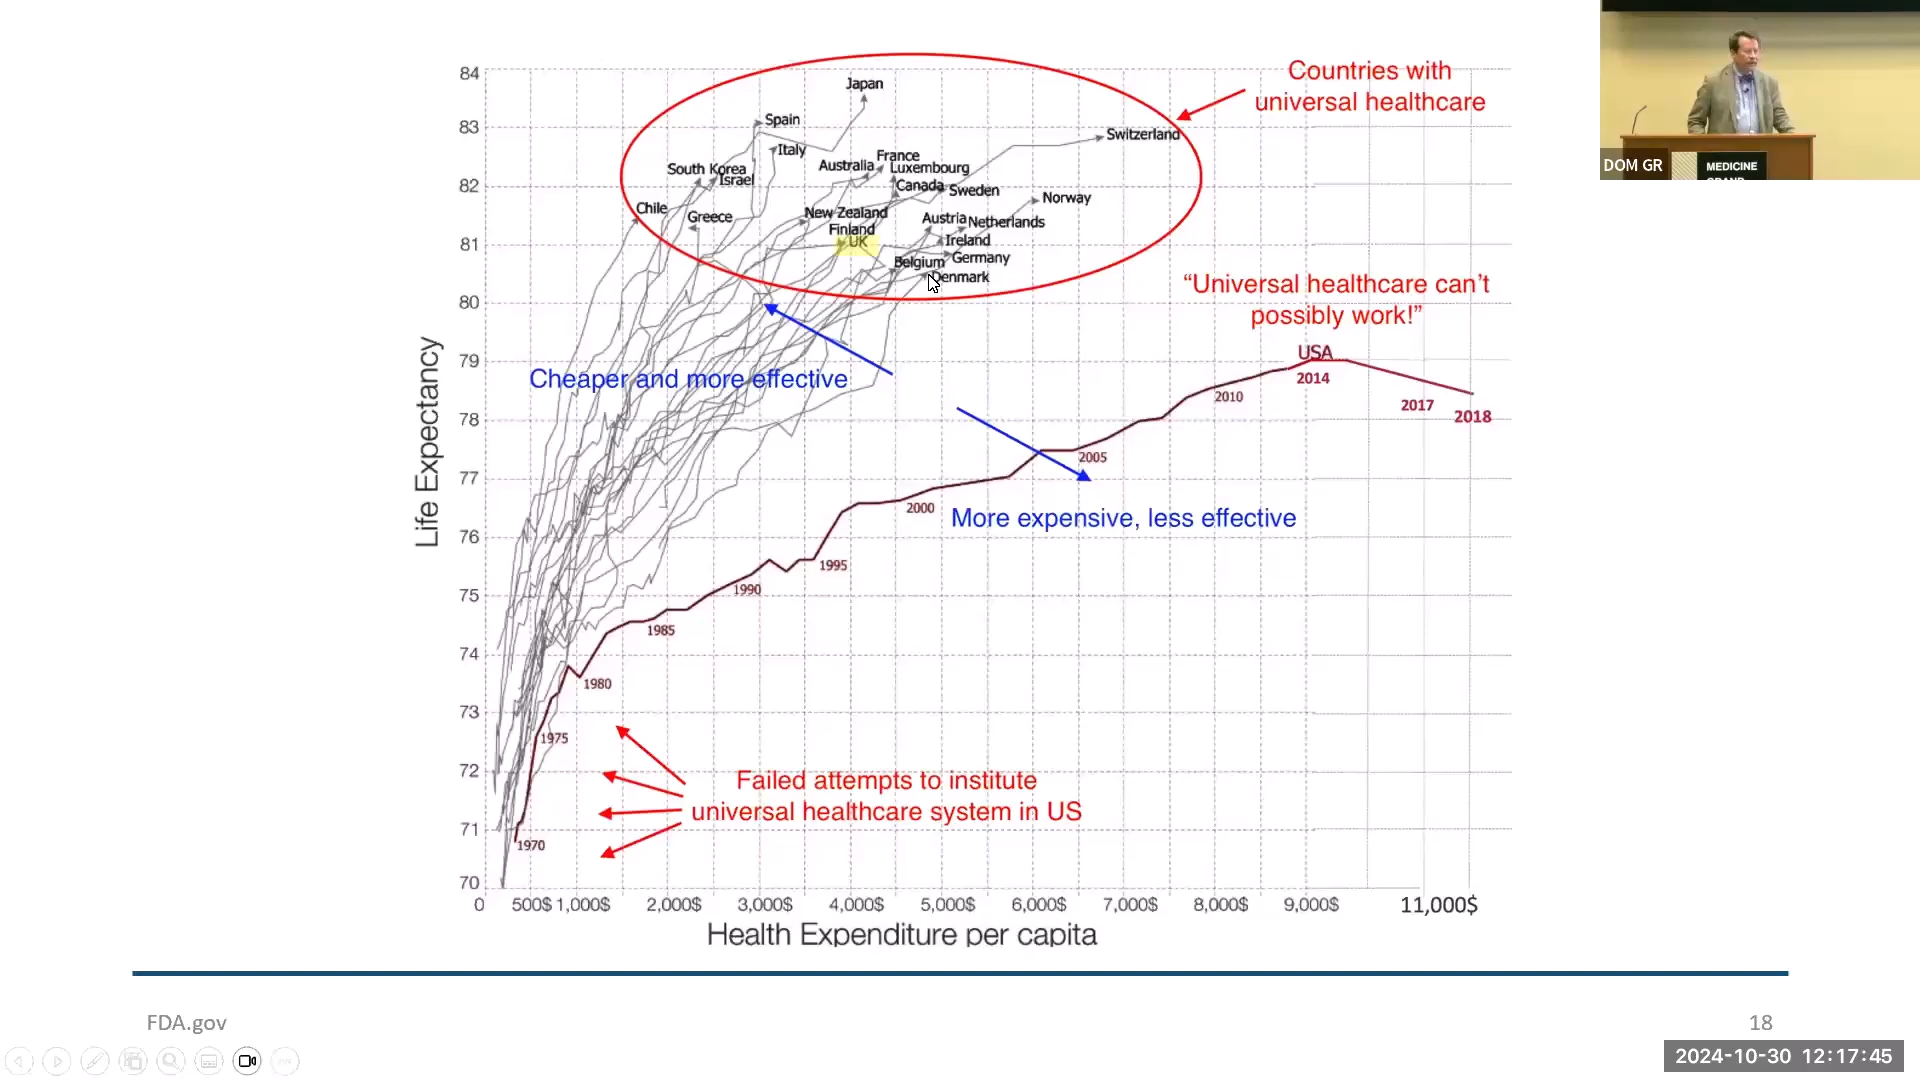 Countries with
universal healthcare
84
83
82
81
80
79
78
77
76
75
74
73
72
71
70
Life Expectancy
Japan
Spain
Italy
Switzerland
South Korea
Israel
Australia
France
Luxembourg
Canada
Sweden
Norway
Chile
Greece
New Zealand
Finland
UK
Austria
Netherlands
Ireland
Belgium
Germany
Denmark
“Universal healthcare can’t
possibly work!”
USA
2014
2017
2018
2010
2005
2000
1995
1990
1985
1980
1975
1970
Cheaper and more effective
More expensive, less effective
Failed attempts to institute
universal healthcare system in US
0 500$ 1,000$ 2,000$ 3,000$ 4,000$ 5,000$ 6,000$ 7,000$ 8,000$ 9,000$ 11,000$
Health Expenditure per capita
DOM GR
MEDICINE
GRAND
FDA.gov
18
2024-10-30 12:17:45